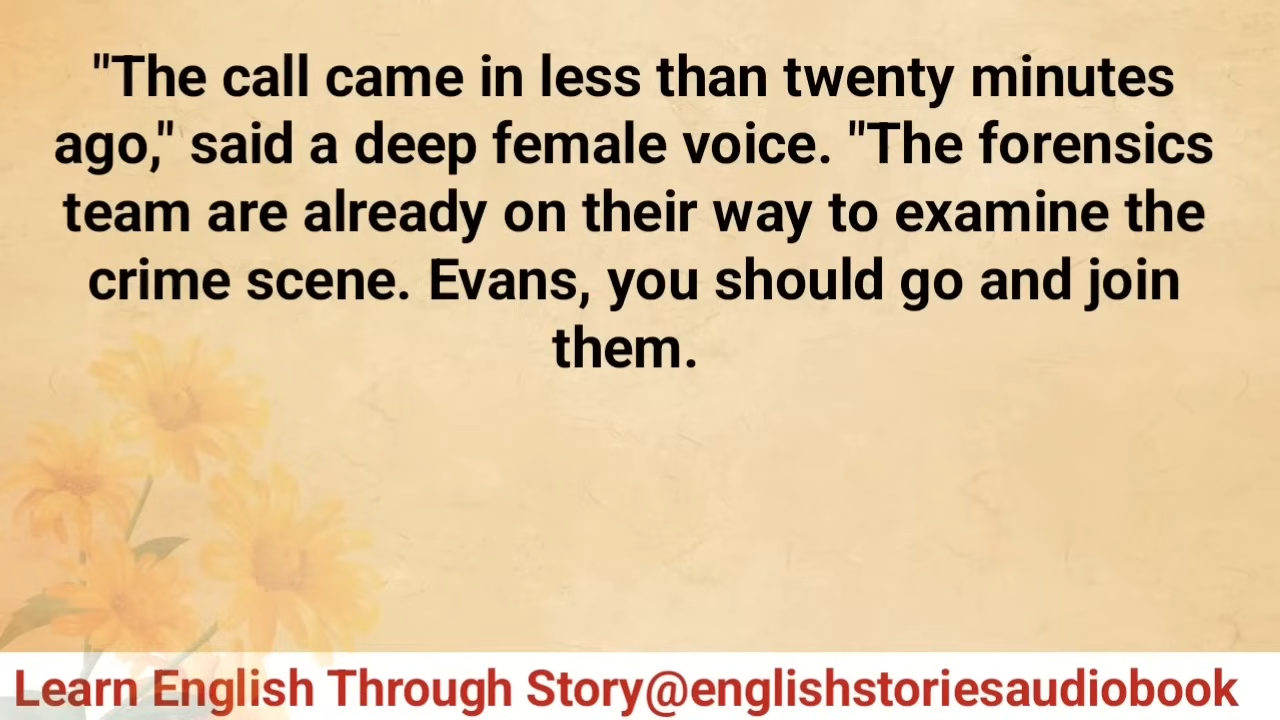 "The call came in less than twenty minutes
ago," said a deep female voice. "The forensics
team are already on their way to examine the
crime scene. Evans, you should go and join
them.
Learn English Through Story@englishstoriesaudiobook